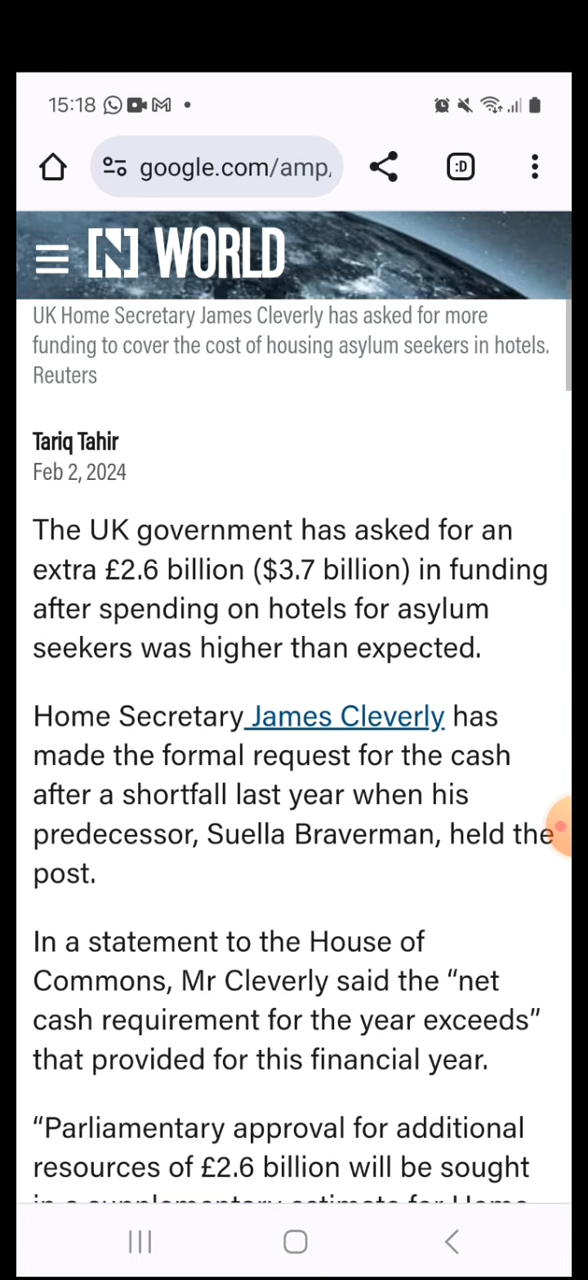 15:18
google.com/amp,
:D
[N] WORLD
UK Home Secretary James Cleverly has asked for more
funding to cover the cost of housing asylum seekers in hotels.
Reuters
Tariq Tahir
Feb 2, 2024
The UK government has asked for an
extra £2.6 billion ($3.7 billion) in funding
after spending on hotels for asylum
seekers was higher than expected.
Home Secretary James Cleverly has
made the formal request for the cash
after a shortfall last year when his
predecessor, Suella Braverman, held the
post.
In a statement to the House of
Commons, Mr Cleverly said the “net
cash requirement for the year exceeds”
that provided for this financial year.
“Parliamentary approval for additional
resources of £2.6 billion will be sought